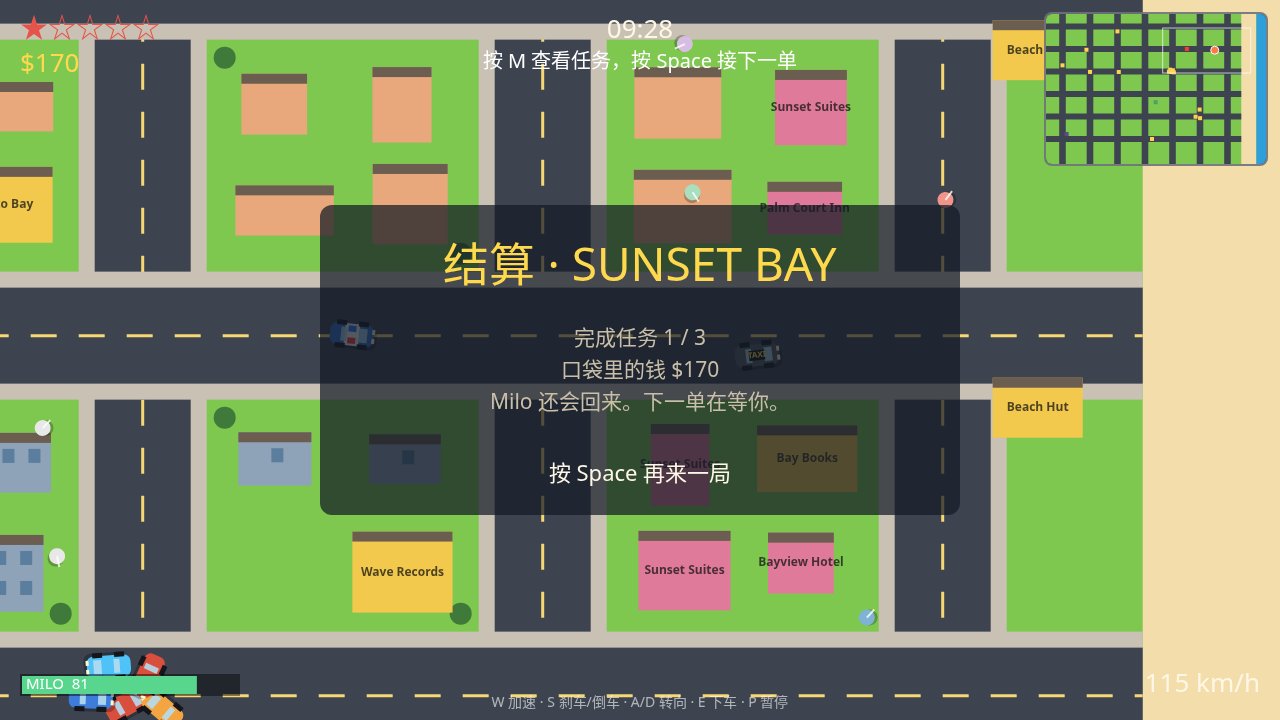 09:28
$170
按 M 查看任务，按 Space 接下一单
Beach
Sunset Suites
o Bay
Palm Court Inn
结算 · SUNSET BAY
完成任务 1 / 3
TAXI
口袋里的钱 $170
Milo 还会回来。下一单在等你。
Beach Hut
Sunset Suites
Bay Books
按 Space 再来一局
Wave Records
Sunset Suites
Bayview Hotel
MILO 81
115 km/h
W 加速 · S 刹车/倒车 · A/D 转向 · E 下车 · P 暂停